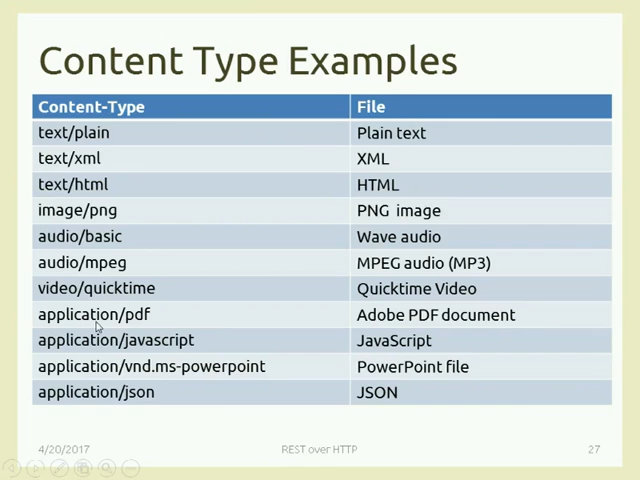 Content Type Examples
Content-Type File
text/plain Plain text
text/xml XML
text/html HTML
image/png PNG image
audio/basic Wave audio
audio/mpeg MPEG audio (MP3)
video/quicktime Quicktime Video
application/pdf Adobe PDF document
application/javascript JavaScript
application/vnd.ms-powerpoint PowerPoint file
application/json JSON
4/20/2017 REST over HTTP 27